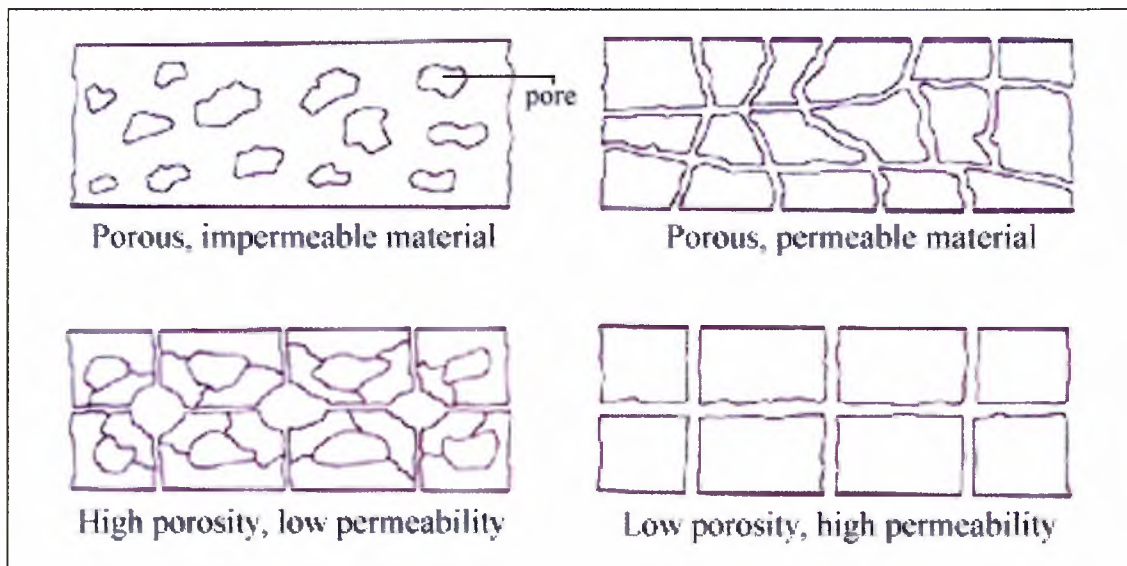 pore
Porous, impermeable material
Porous, permeable material
High porosity, low permeability
Low porosity, high permeability